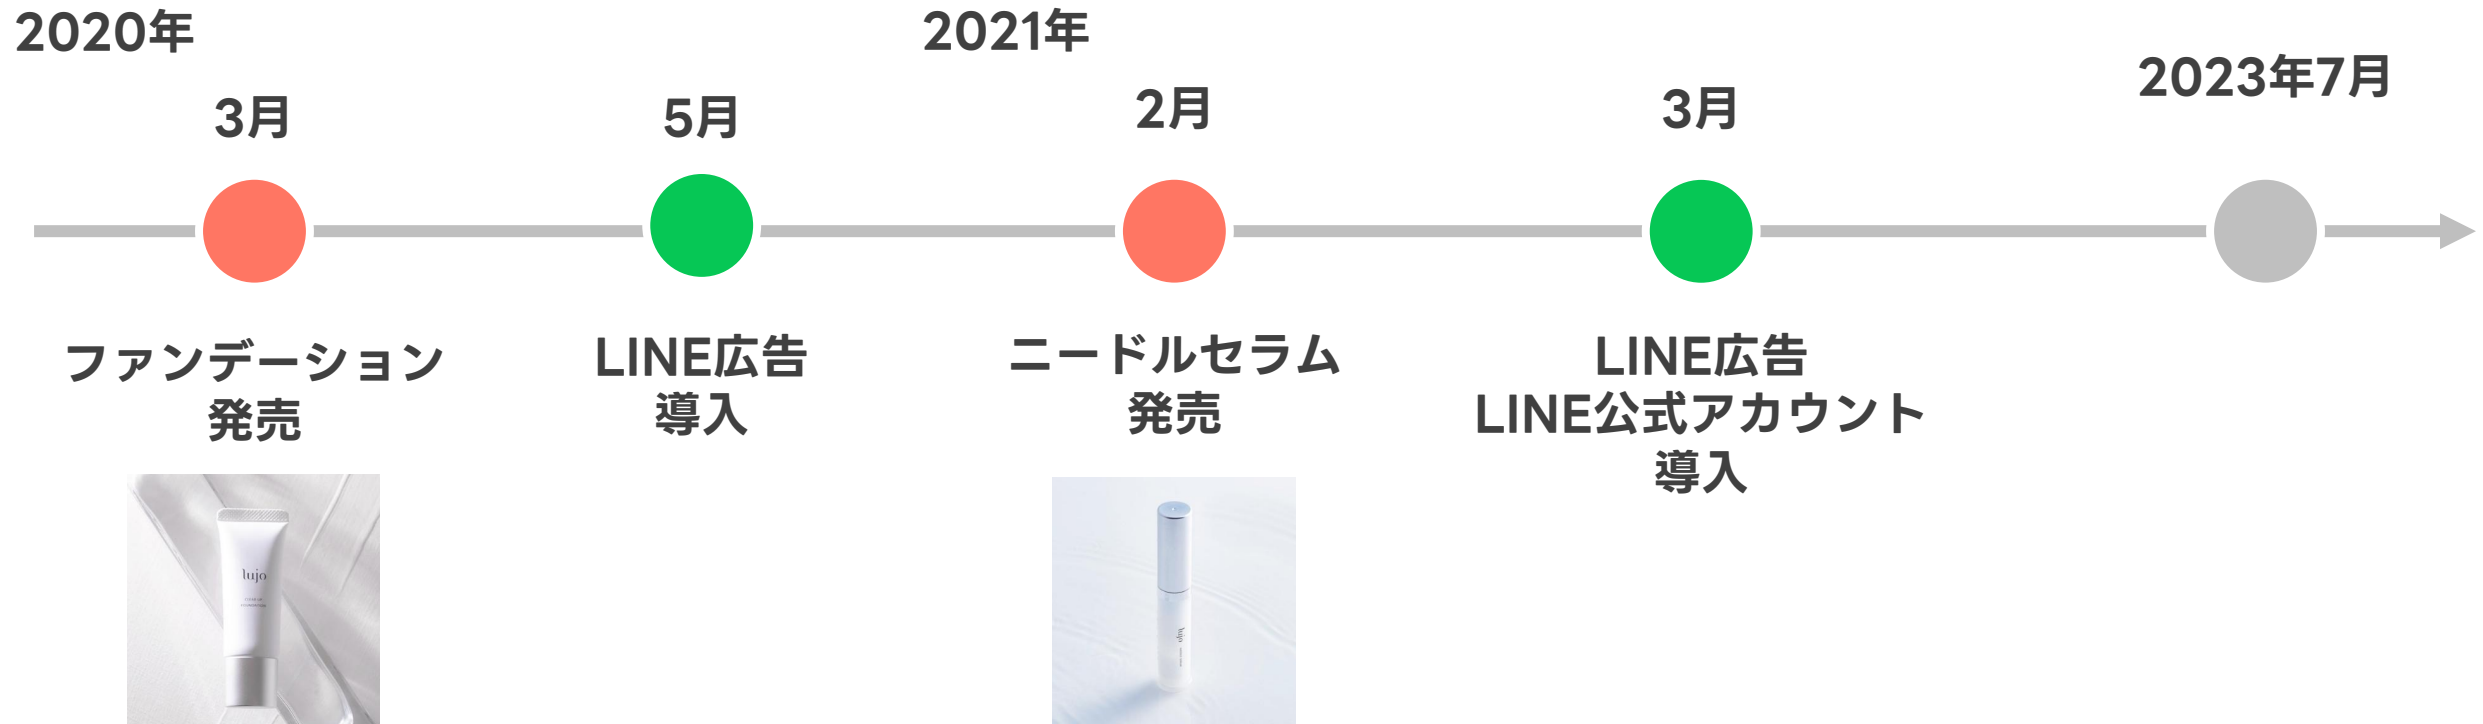 2020年
2021年
3月
5月
2月
3月
2023年7月
ファンデーション
発売
LINE広告
導入
ニードルセラム
発売
LINE広告
LINE公式アカウント
導入
lujo
lujo